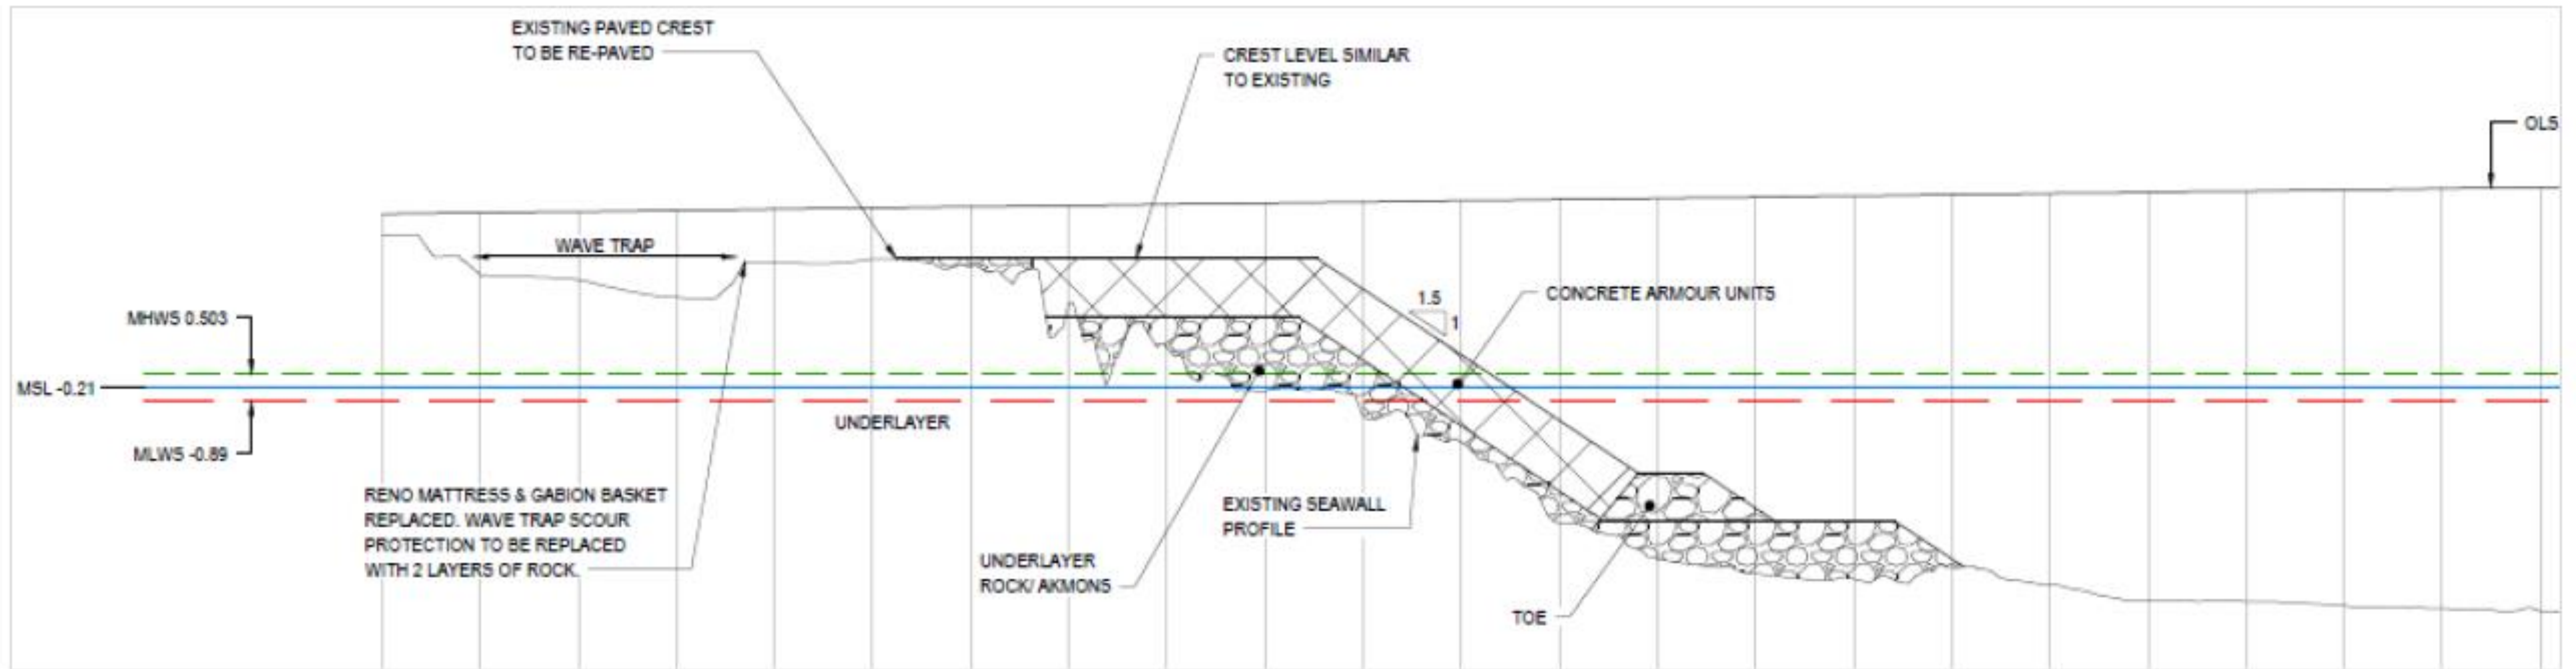 EXISTING PAVED CREST
TO BE RE-PAVED
CREST LEVEL SIMILAR
TO EXISTING
OLS
WAVE TRAP
MHWS 0.503
1.5
1
CONCRETE ARMOUR UNITS
MSL -0.21
UNDERLAYER
MLWS -0.89
RENO MATTRESS & GABION BASKET
REPLACED. WAVE TRAP SCOUR
PROTECTION TO BE REPLACED
WITH 2 LAYERS OF ROCK.
EXISTING SEAWALL
PROFILE
UNDERLAYER
ROCK/ AKMONS
TOE